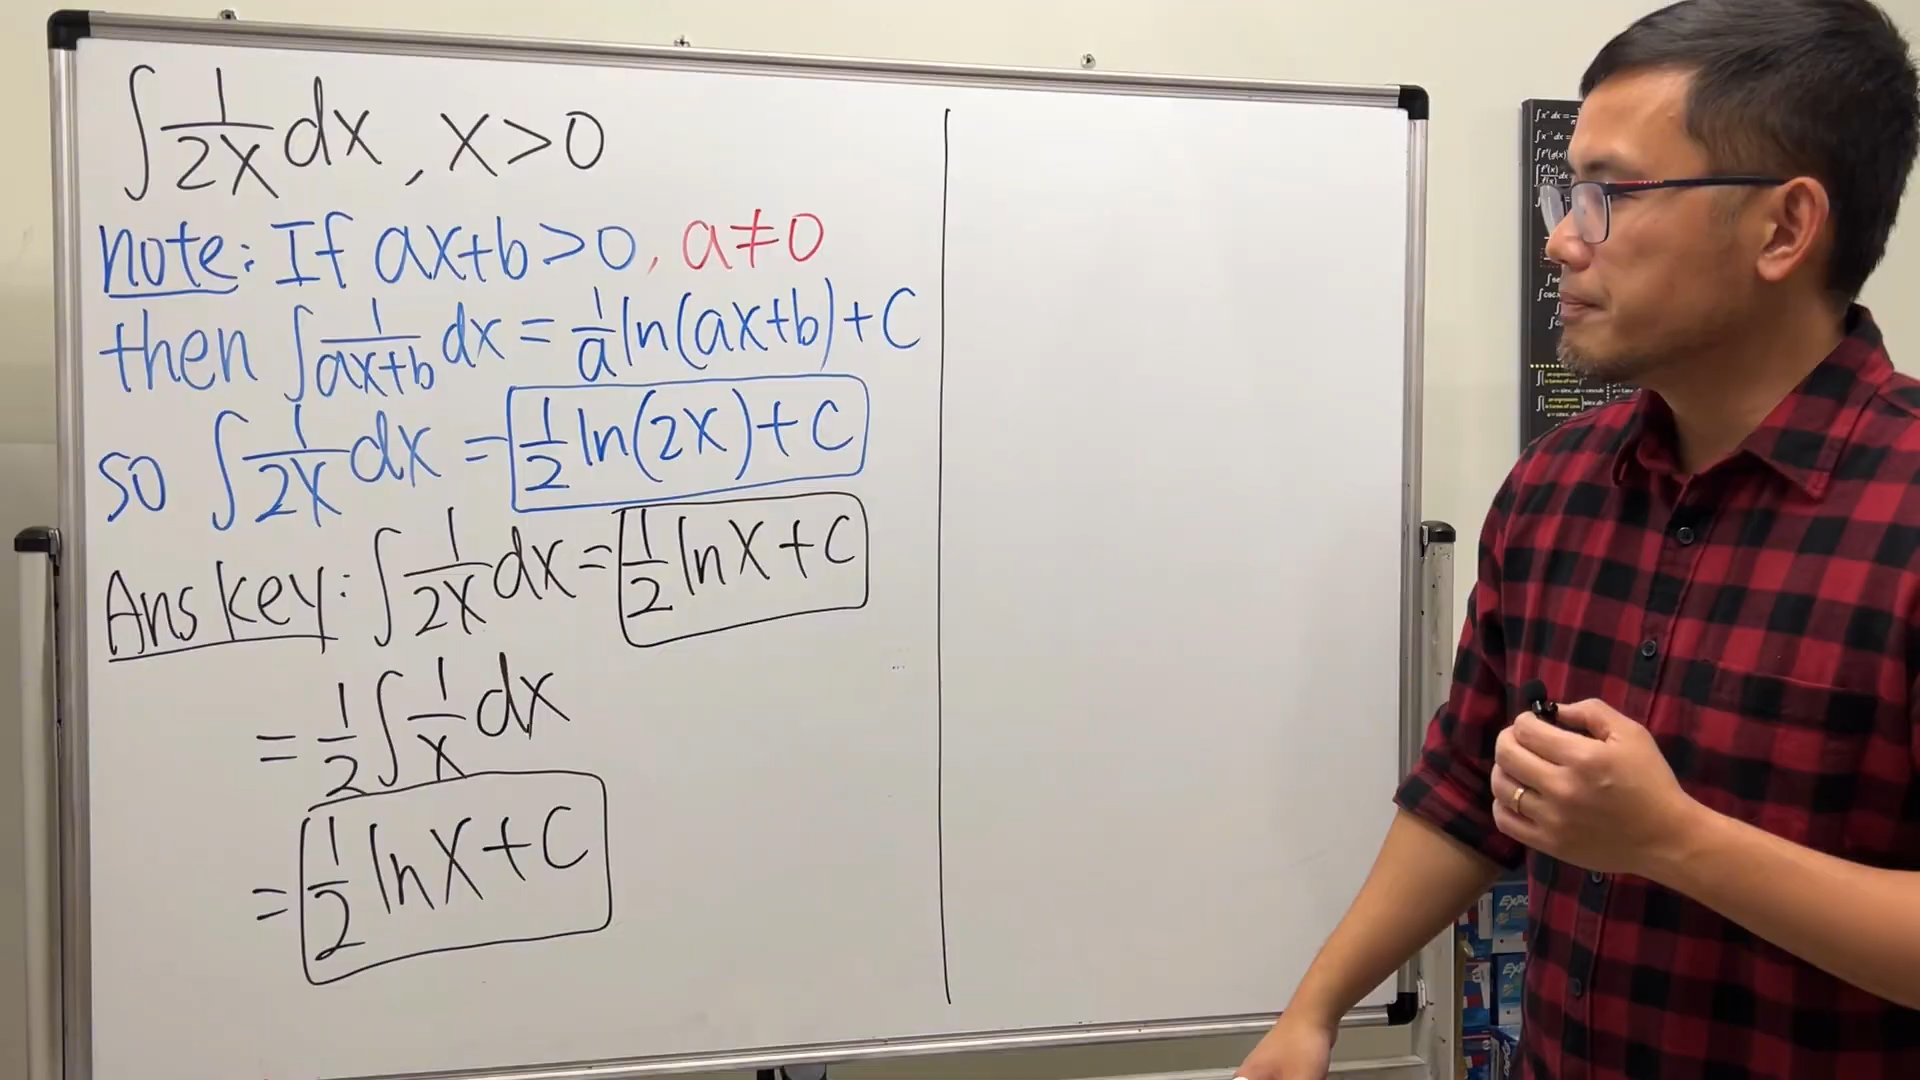 ∫ 1/2x dx, x>0
note: If ax+b>0, a≠0
then ∫ 1/ax+b dx = 1/a ln(ax+b)+C
so ∫ 1/2x dx = 1/2 ln(2x)+C
Ans key: ∫ 1/2x dx = 1/2 ln x+C
= 1/2 ∫ 1/x dx
= 1/2 ln x+C
EXPO